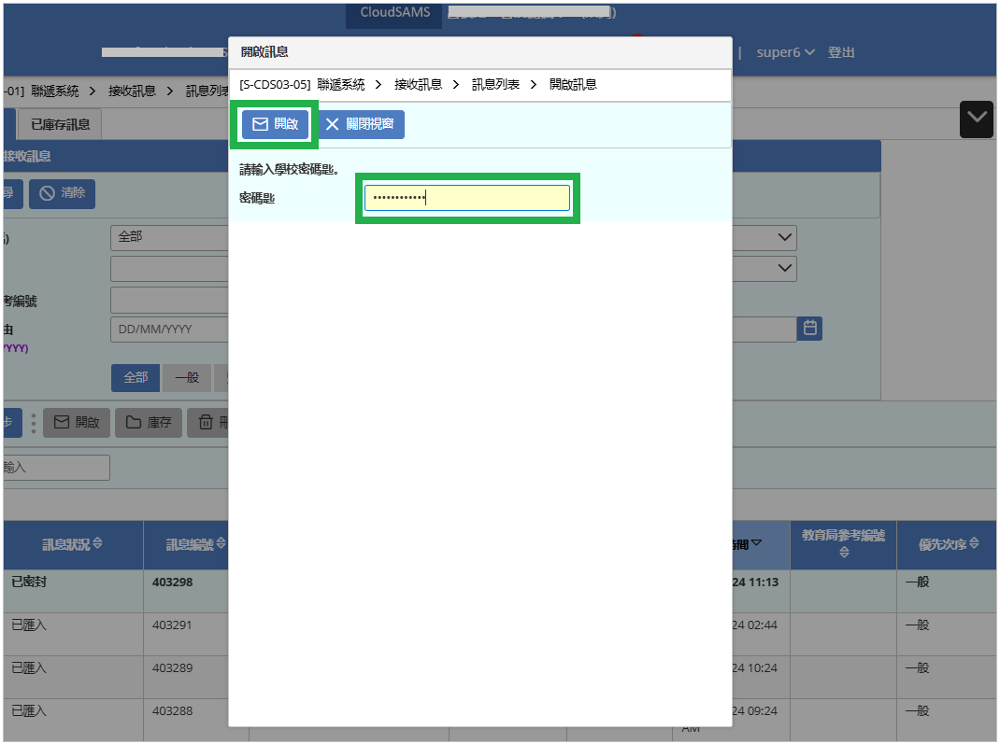 CloudSAMS
super6
登出
開啟訊息
-01] 聯遞系統 > 接收訊息 > 訊息列表
[S-CDS03-05] 聯遞系統 > 接收訊息 > 訊息列表 > 開啟訊息
已庫存訊息
開啟 關閉視窗
接收訊息
請輸入學校密碼匙。
清除
密碼匙 ••••••••••••
全部
考編號
由 DD/MM/YYYY
YYY)
全部 一般
步 開啟 庫存
輸入
訊息狀況 訊息編號 時間 教育局參考編號 優先次序
已密封 403298 24 11:13 一般
已匯入 403291 24 02:44 一般
已匯入 403289 24 10:24 一般
已匯入 403288 24 09:24 一般
AM